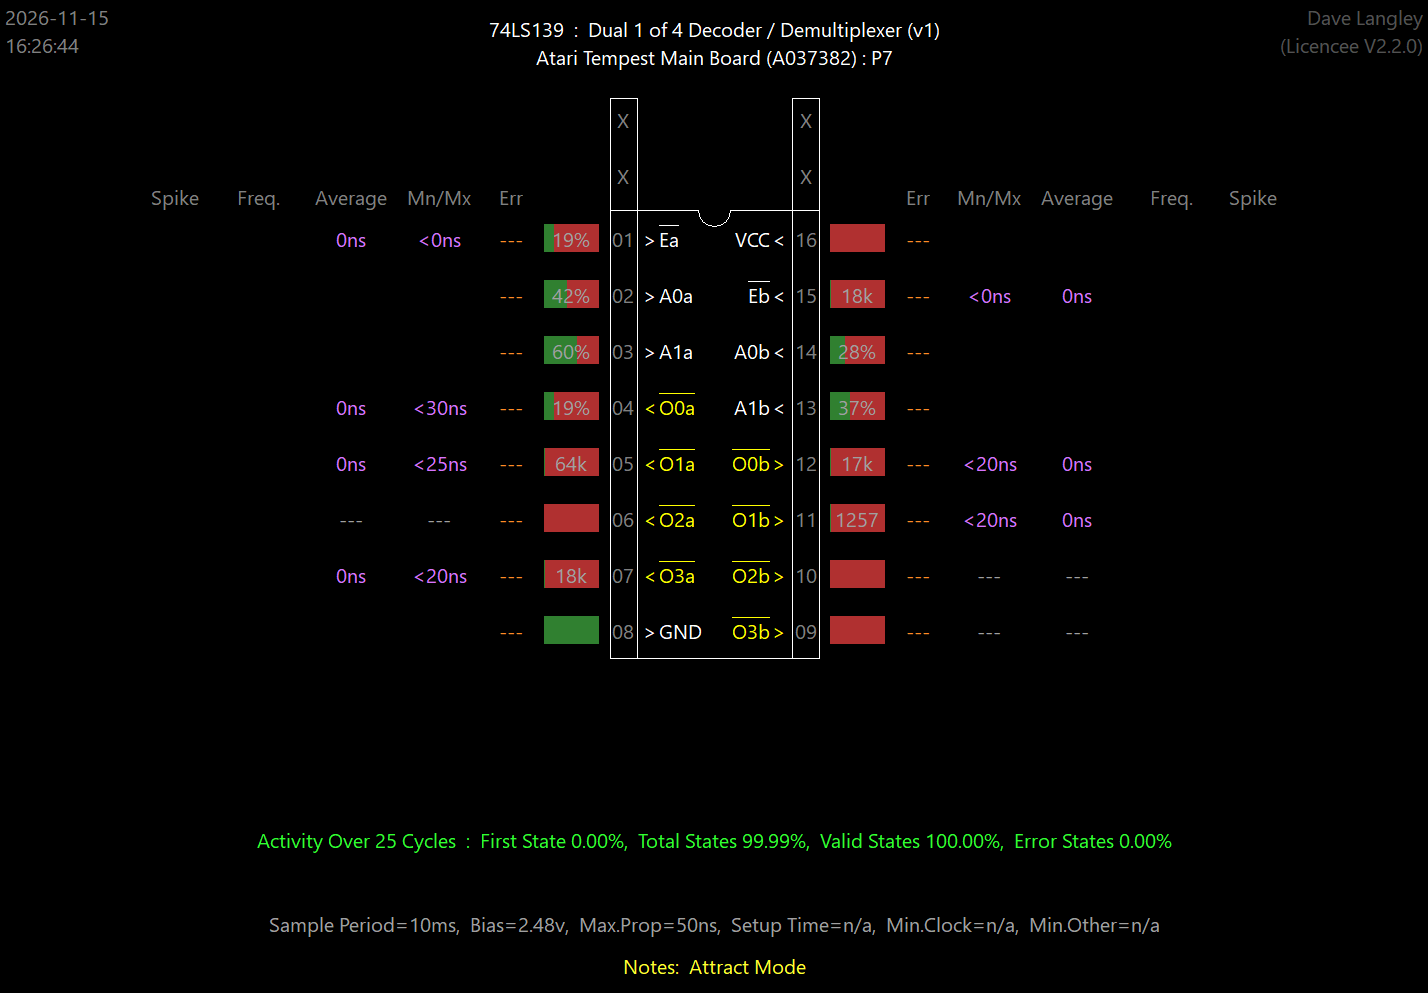 2026-11-15
16:26:44
74LS139 : Dual 1 of 4 Decoder / Demultiplexer (v1)
Atari Tempest Main Board (A037382) : P7
Dave Langley
(Licencee V2.2.0)
X X
X X
Spike Freq. Average Mn/Mx Err Err Mn/Mx Average Freq. Spike
0ns <0ns --- 19% 01 > Ea VCC < 16 ---
--- 42% 02 > A0a Eb < 15 18k --- <0ns 0ns
--- 60% 03 > A1a A0b < 14 28% ---
0ns <30ns --- 19% 04 < O0a A1b < 13 37% ---
0ns <25ns --- 64k 05 < O1a O0b > 12 17k --- <20ns 0ns
--- --- --- 06 < O2a O1b > 11 1257 --- <20ns 0ns
0ns <20ns --- 18k 07 < O3a O2b > 10 --- --- ---
--- 08 > GND O3b > 09 --- --- ---
Activity Over 25 Cycles : First State 0.00%, Total States 99.99%, Valid States 100.00%, Error States 0.00%
Sample Period=10ms, Bias=2.48v, Max.Prop=50ns, Setup Time=n/a, Min.Clock=n/a, Min.Other=n/a
Notes: Attract Mode